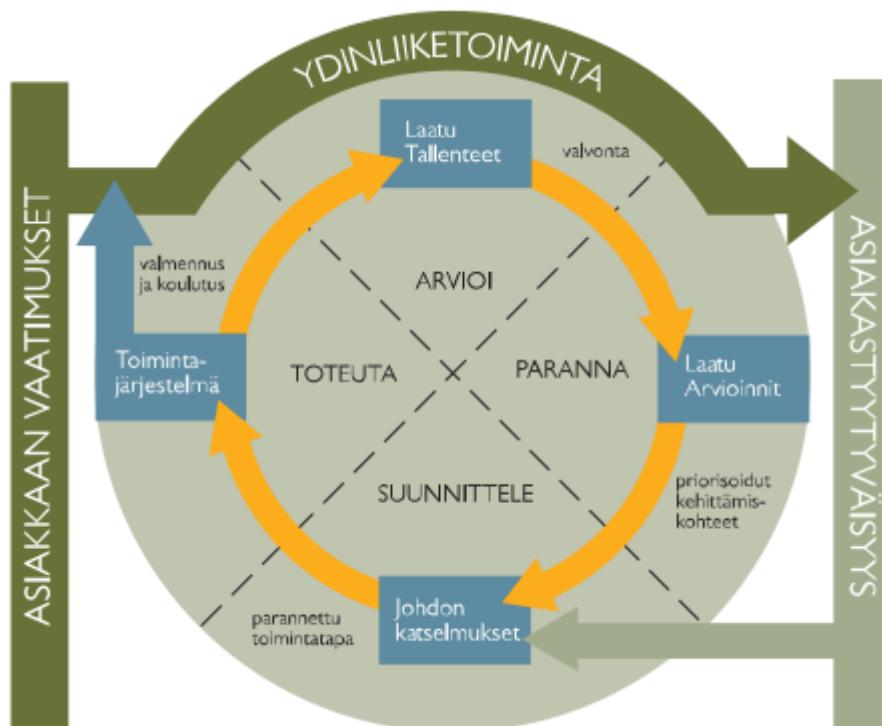 YDINLIIKETOIMINTA
ASIAKKAAN VAATIMUKSET
ASIAKASTYYTYVÄISYYS
Laatu
Tallenteet
valvonta
valmennus
ja koulutus
ARVIOI
Toiminta-
järjestelmä
TOTEUTA
PARANNA
Laatu
Arvioinnit
SUUNNITTELE
priorisoidut
kehittämis-
kohteet
parannettu
toimintatapa
Johdon
katselmukset